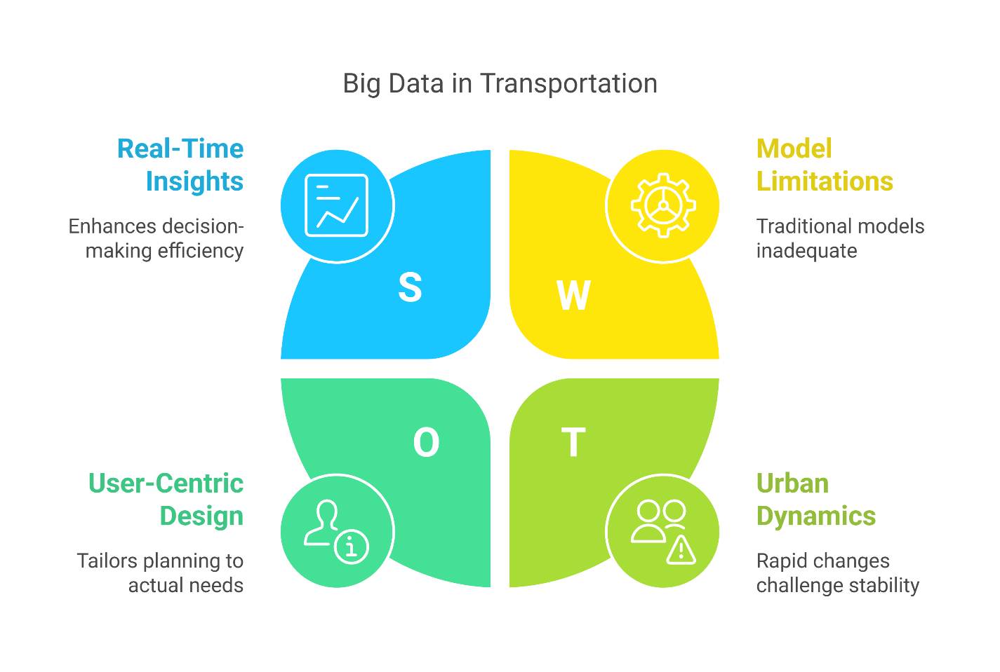 Big Data in Transportation
Real-Time
Insights
Enhances decision-
making efficiency
S
Model
Limitations
Traditional models
inadequate
W
User-Centric
Design
Tailors planning to
actual needs
O
Urban
Dynamics
Rapid changes
challenge stability
T
i
!